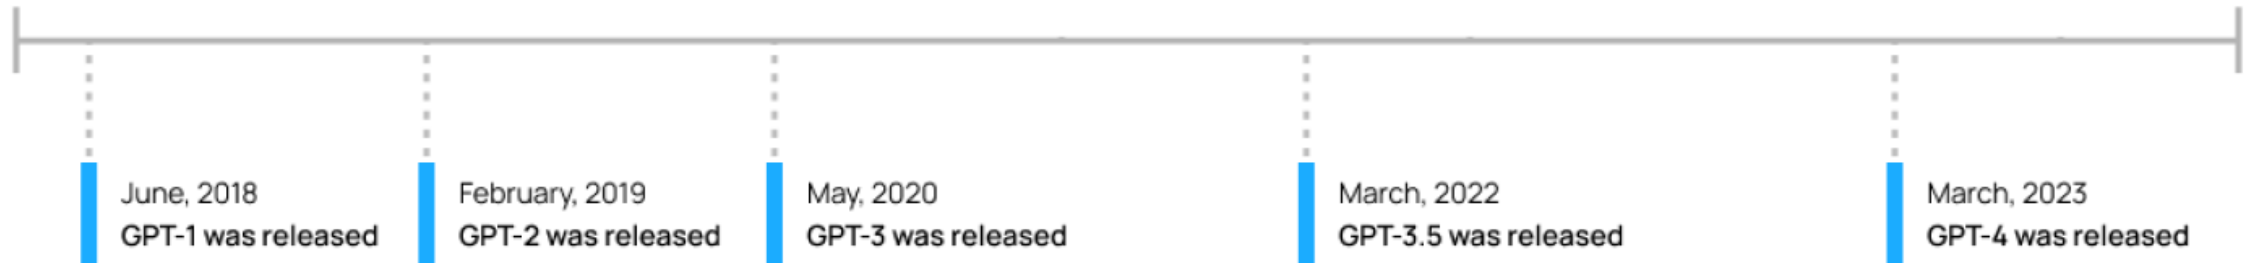 June, 2018
GPT-1 was released
February, 2019
GPT-2 was released
May, 2020
GPT-3 was released
March, 2022
GPT-3.5 was released
March, 2023
GPT-4 was released